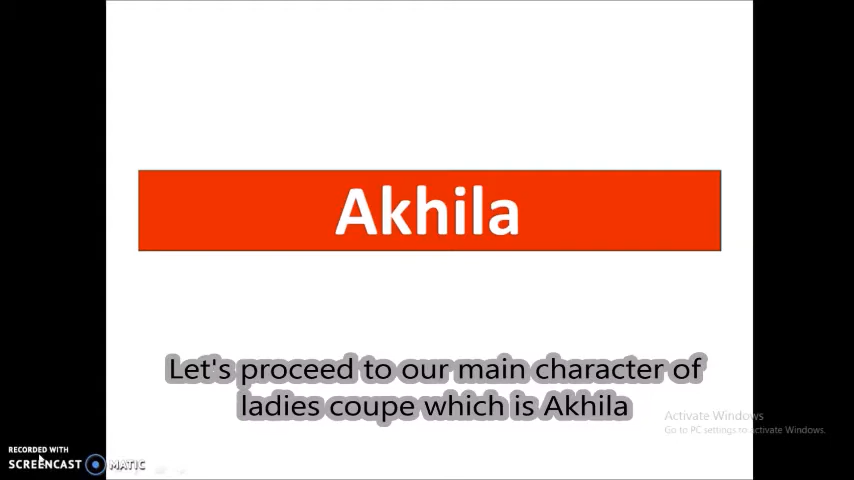 Akhila
Let's proceed to our main character of
ladies coupe which is Akhila
Activate Windows
Go to PC settings to Activate Windows.
RECORDED WITH
SCREENCAST MATIC